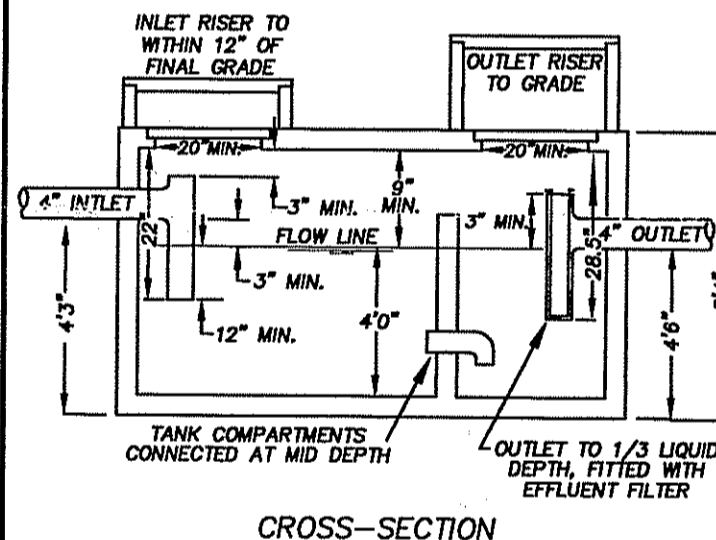 INLET RISER TO
WITHIN 12" OF
FINAL GRADE
OUTLET RISER
TO GRADE
20"MIN.
20"MIN.
9"
MIN.
3" MIN.
3" MIN.
4" INTLET
22"
FLOW LINE
4" OUTLET
28.5"
3" MIN.
12" MIN.
4'3"
4'0"
4'6"
TANK COMPARTMENTS
CONNECTED AT MID DEPTH
OUTLET TO 1/3 LIQUID
DEPTH, FITTED WITH
EFFLUENT FILTER
CROSS-SECTION